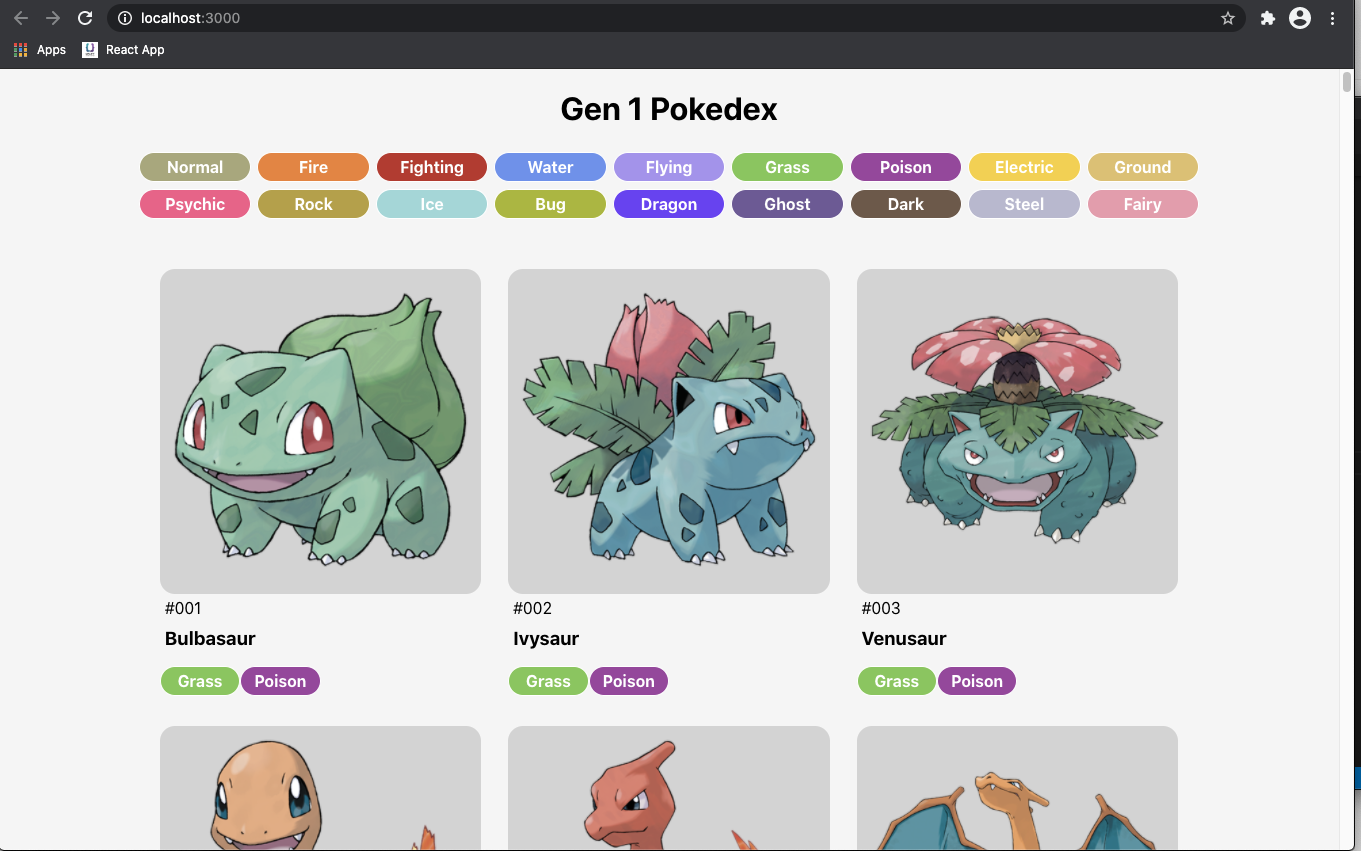 localhost:3000
Apps React App
Gen 1 Pokedex
Normal Fire Fighting Water Flying Grass Poison Electric Ground
Psychic Rock Ice Bug Dragon Ghost Dark Steel Fairy
#001 #002 #003
Bulbasaur Ivysaur Venusaur
Grass Poison Grass Poison Grass Poison